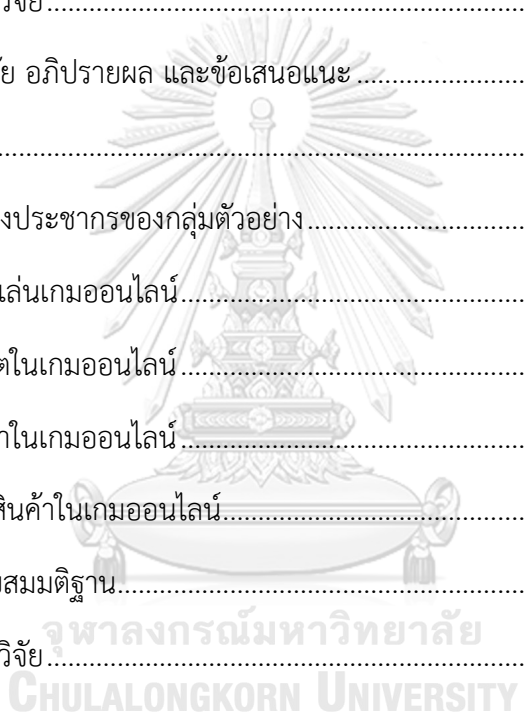 วิจัย
ัย อภิปรายผล และข้อเสนอแนะ
งประชากรของกลุ่มตัวอย่าง
เล่นเกมออนไลน์
ตในเกมออนไลน์
าในเกมออนไลน์
สินค้าในเกมออนไลน์
สมมติฐาน
จุฬาลงกรณ์มหาวิทยาลัย
วิจัย
CHULALONGKORN UNIVERSITY